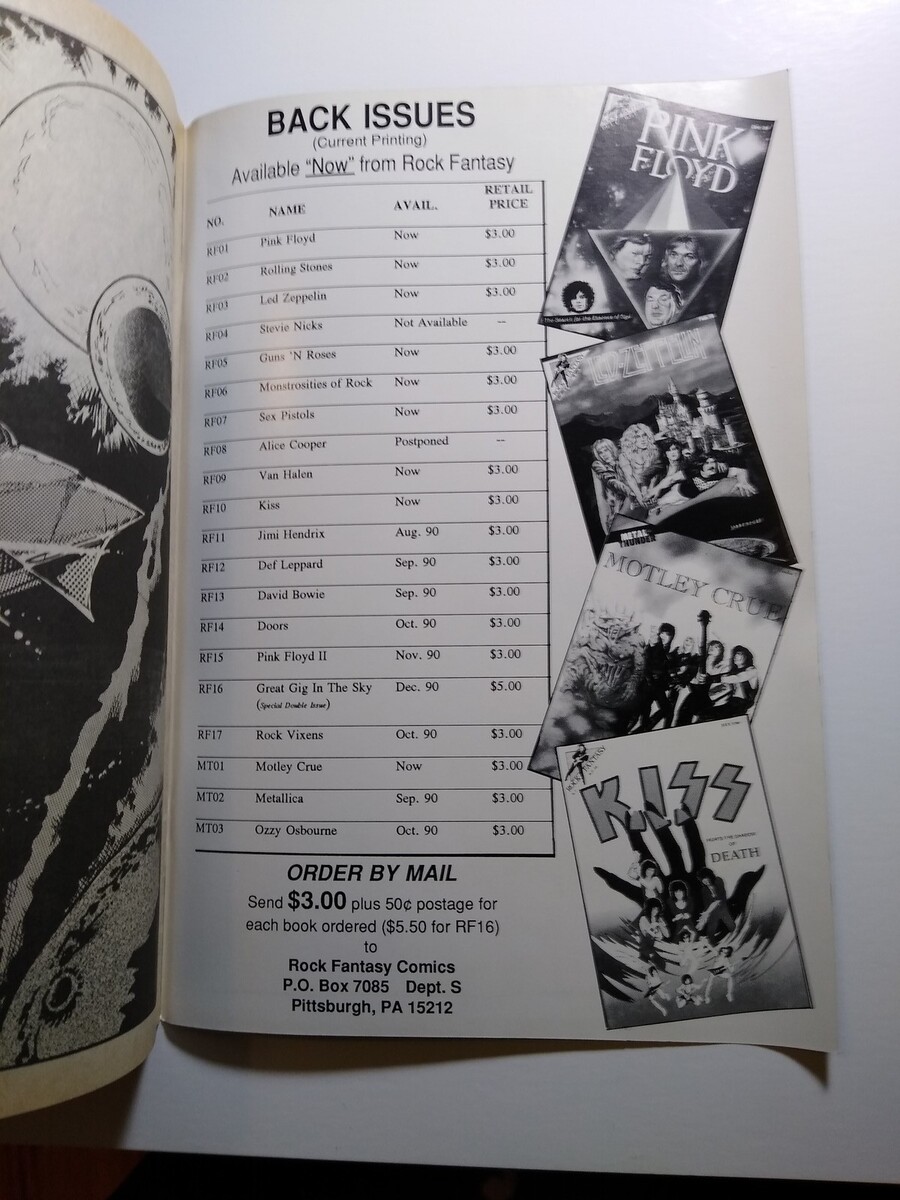 BACK ISSUES
(Current Printing)
Available "Now" from Rock Fantasy
NO. NAME AVAIL. RETAIL PRICE
RF01 Pink Floyd Now $3.00
RF02 Rolling Stones Now $3.00
RF03 Led Zeppelin Now $3.00
RF04 Stevie Nicks Not Available --
RF05 Guns 'N Roses Now $3.00
RF06 Monstrosities of Rock Now $3.00
RF07 Sex Pistols Now $3.00
RF08 Alice Cooper Postponed --
RF09 Van Halen Now $3.00
RF10 Kiss Now $3.00
RF11 Jimi Hendrix Aug. 90 $3.00
RF12 Def Leppard Sep. 90 $3.00
RF13 David Bowie Sep. 90 $3.00
RF14 Doors Oct. 90 $3.00
RF15 Pink Floyd II Nov. 90 $3.00
RF16 Great Gig In The Sky Dec. 90 $5.00
(Special Double Issue)
RF17 Rock Vixens Oct. 90 $3.00
MT01 Motley Crue Now $3.00
MT02 Metallica Sep. 90 $3.00
MT03 Ozzy Osbourne Oct. 90 $3.00
ORDER BY MAIL
Send $3.00 plus 50¢ postage for
each book ordered ($5.50 for RF16)
to
Rock Fantasy Comics
P.O. Box 7085 Dept. S
Pittsburgh, PA 15212
PINK
FLOYD
LED ZEPPELIN
METAL
THUNDER
MOTLEY CRUE
ROCK FANTASY
KISS
DEATH